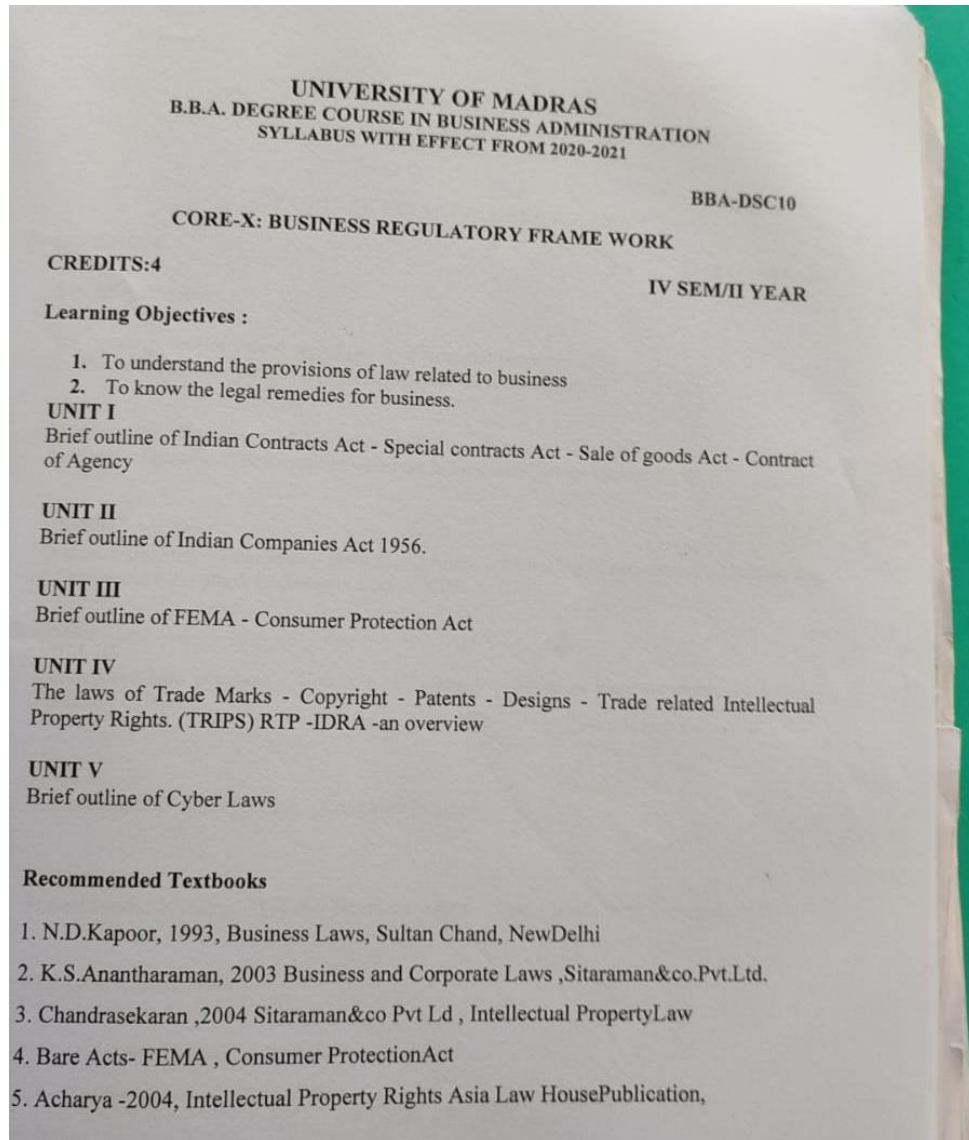 UNIVERSITY OF MADRAS
B.B.A. DEGREE COURSE IN BUSINESS ADMINISTRATION
SYLLABUS WITH EFFECT FROM 2020-2021
BBA-DSC10
CORE-X: BUSINESS REGULATORY FRAME WORK
CREDITS:4
IV SEM/II YEAR
Learning Objectives :
1. To understand the provisions of law related to business
2. To know the legal remedies for business.
UNIT I
Brief outline of Indian Contracts Act - Special contracts Act - Sale of goods Act - Contract
of Agency
UNIT II
Brief outline of Indian Companies Act 1956.
UNIT III
Brief outline of FEMA - Consumer Protection Act
UNIT IV
The laws of Trade Marks - Copyright - Patents - Designs - Trade related Intellectual
Property Rights. (TRIPS) RTP -IDRA -an overview
UNIT V
Brief outline of Cyber Laws
Recommended Textbooks
1. N.D.Kapoor, 1993, Business Laws, Sultan Chand, NewDelhi
2. K.S.Anantharaman, 2003 Business and Corporate Laws ,Sitaraman&co.Pvt.Ltd.
3. Chandrasekaran ,2004 Sitaraman&co Pvt Ld , Intellectual PropertyLaw
4. Bare Acts- FEMA , Consumer ProtectionAct
5. Acharya -2004, Intellectual Property Rights Asia Law HousePublication,